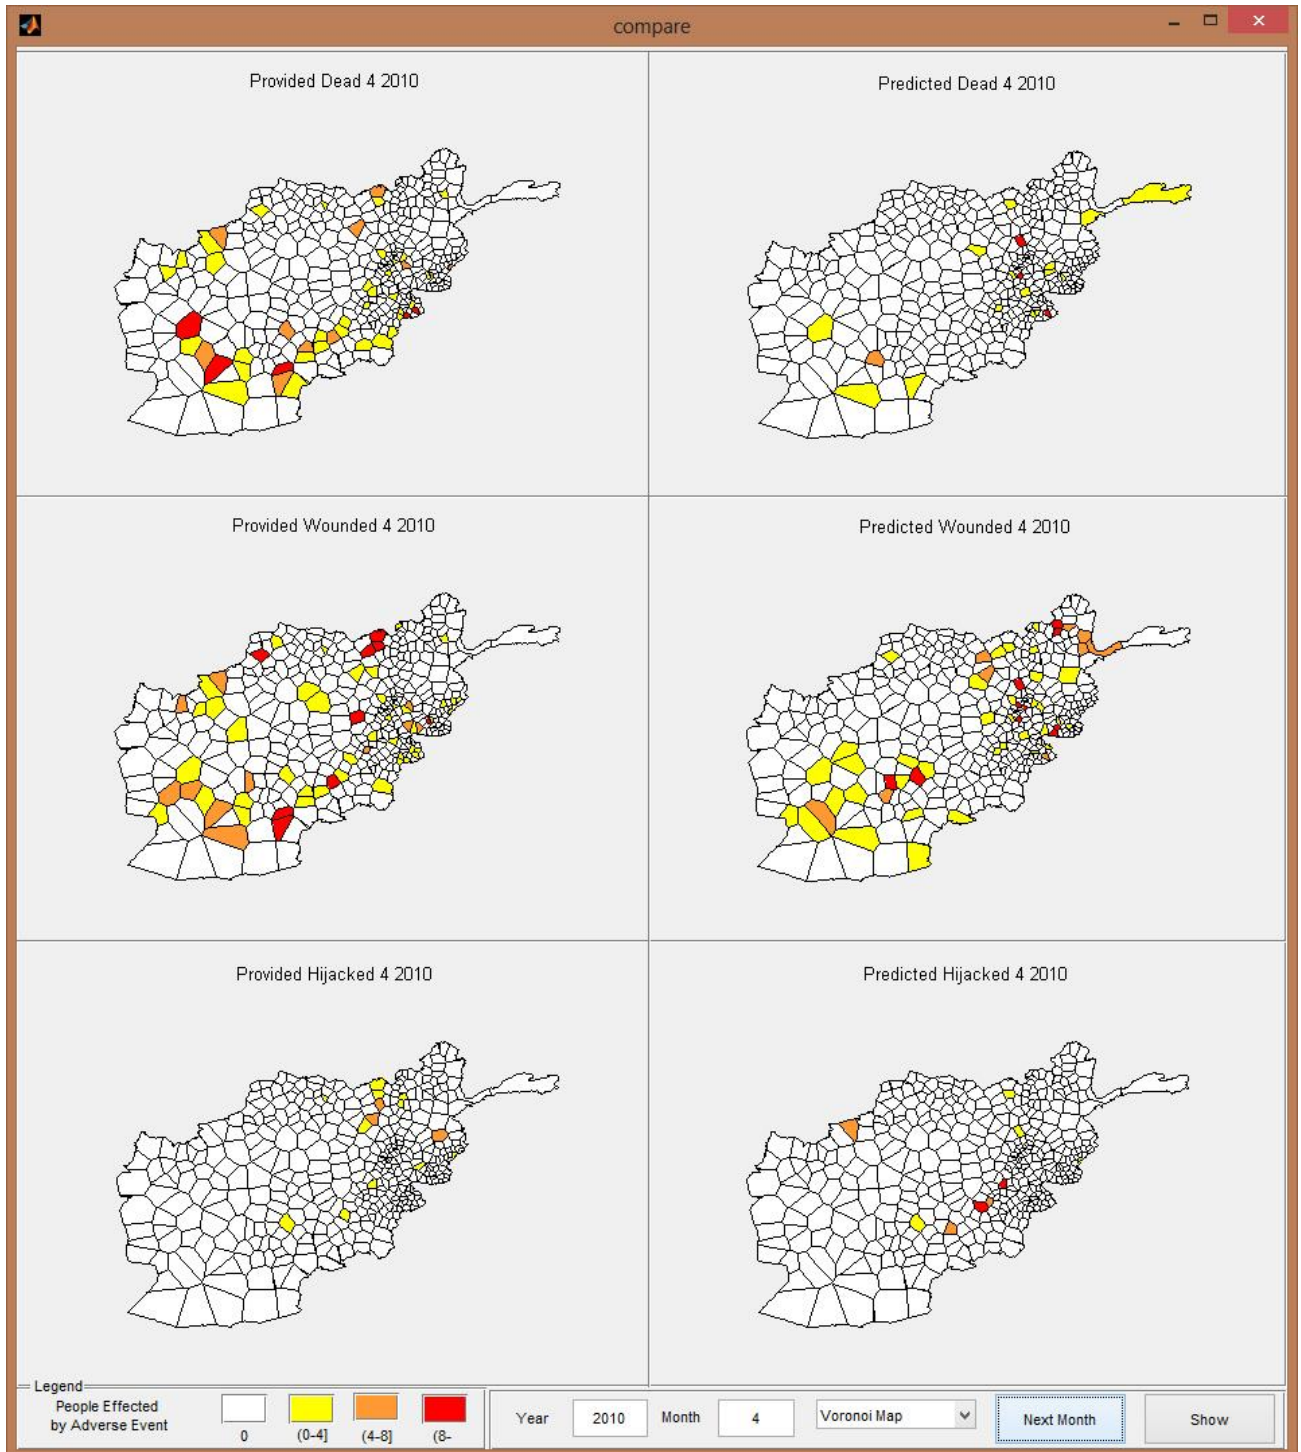 compare
Provided Dead 4 2010
Predicted Dead 4 2010
Provided Wounded 4 2010
Predicted Wounded 4 2010
Provided Hijacked 4 2010
Predicted Hijacked 4 2010
Legend
People Effected
by Adverse Event
0
(0-4]
(4-8]
(8-
Year
2010
Month
4
Voronoi Map
Next Month
Show